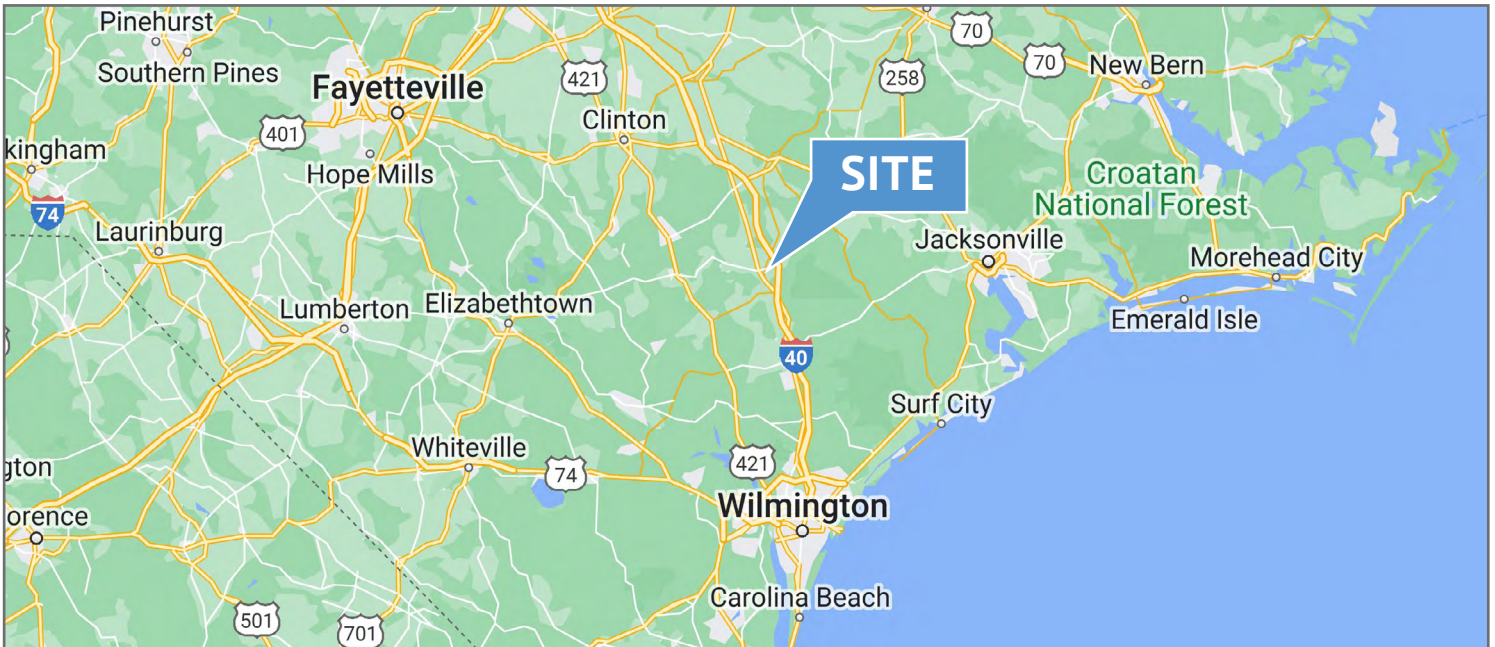 Pinehurst
70
Southern Pines
Fayetteville
421
258
70
New Bern
401
Clinton
kingham
Hope Mills
SITE
Croatan
National Forest
74
Laurinburg
Jacksonville
Morehead City
Lumberton
Elizabethtown
Emerald Isle
40
Surf City
Whiteville
gton
74
421
Wilmington
orence
Carolina Beach
501
701